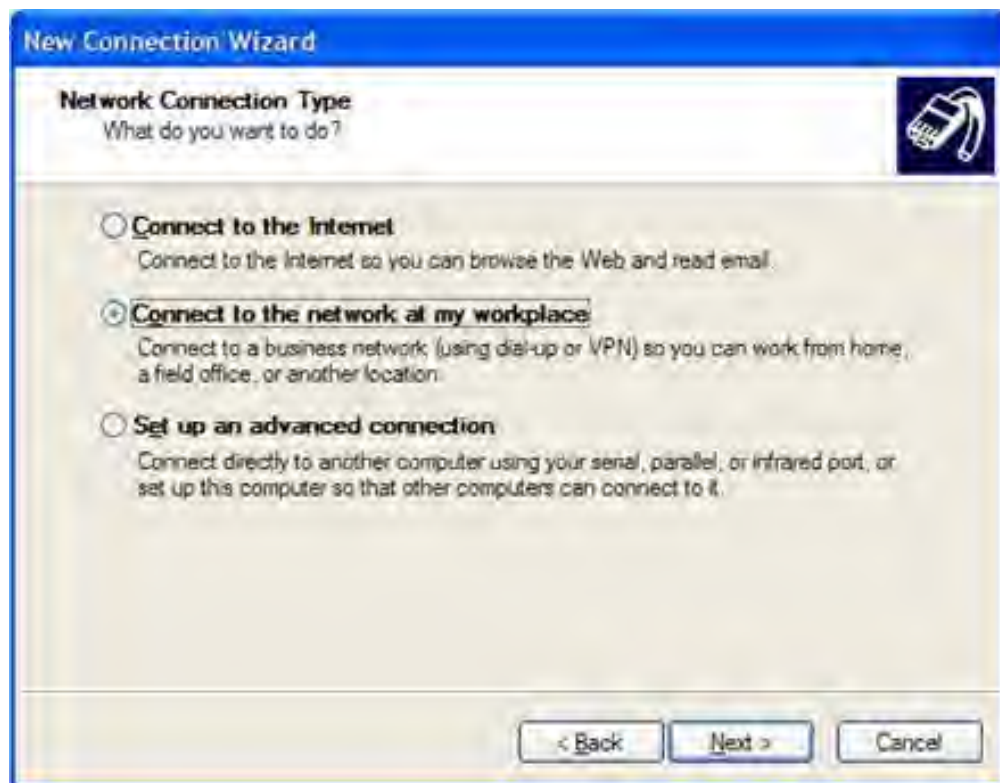 New Connection Wizard
Network Connection Type
What do you want to do?
Connect to the Internet
Connect to the Internet so you can browse the Web and read email.
Connect to the network at my workplace
Connect to a business network (using dial-up or VPN) so you can work from home,
a field office, or another location.
Set up an advanced connection
Connect directly to another computer using your serial, parallel, or infrared port, or
set up this computer so that other computers can connect to it.
< Back
Next >
Cancel